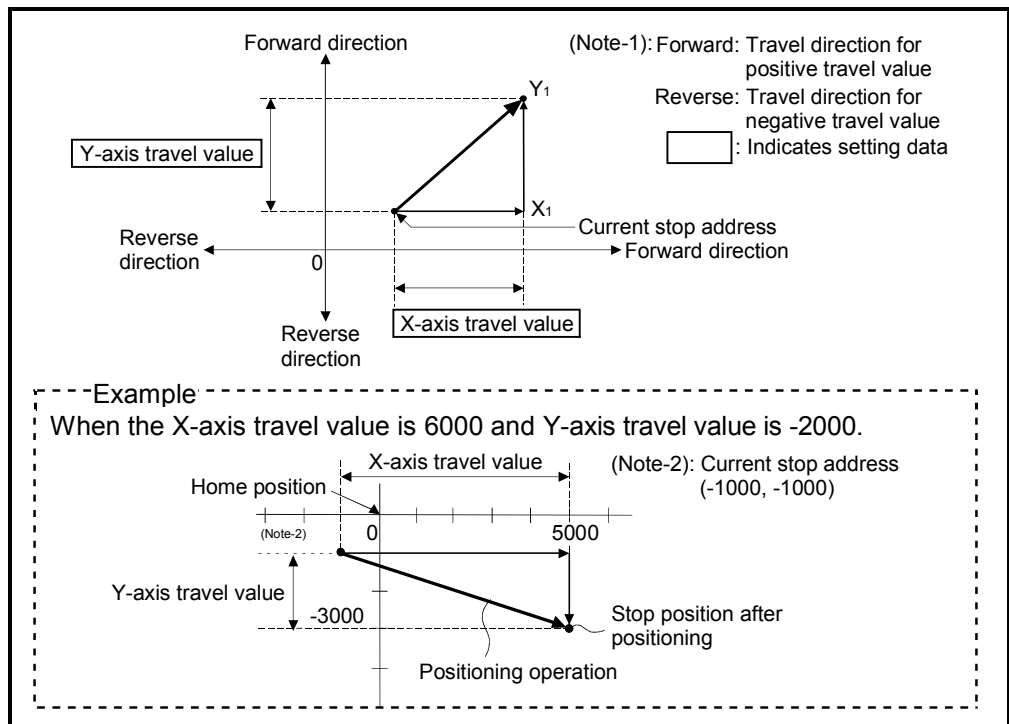 Forward direction
(Note-1): Forward: Travel direction for
positive travel value
Reverse: Travel direction for
negative travel value
: Indicates setting data
Y1
Y-axis travel value
X1
Current stop address
Reverse
direction
0
Forward direction
X-axis travel value
Reverse
direction
Example
When the X-axis travel value is 6000 and Y-axis travel value is -2000.
X-axis travel value
(Note-2): Current stop address
(-1000, -1000)
Home position
(Note-2)
0
5000
Y-axis travel value
-3000
Stop position after
positioning
Positioning operation